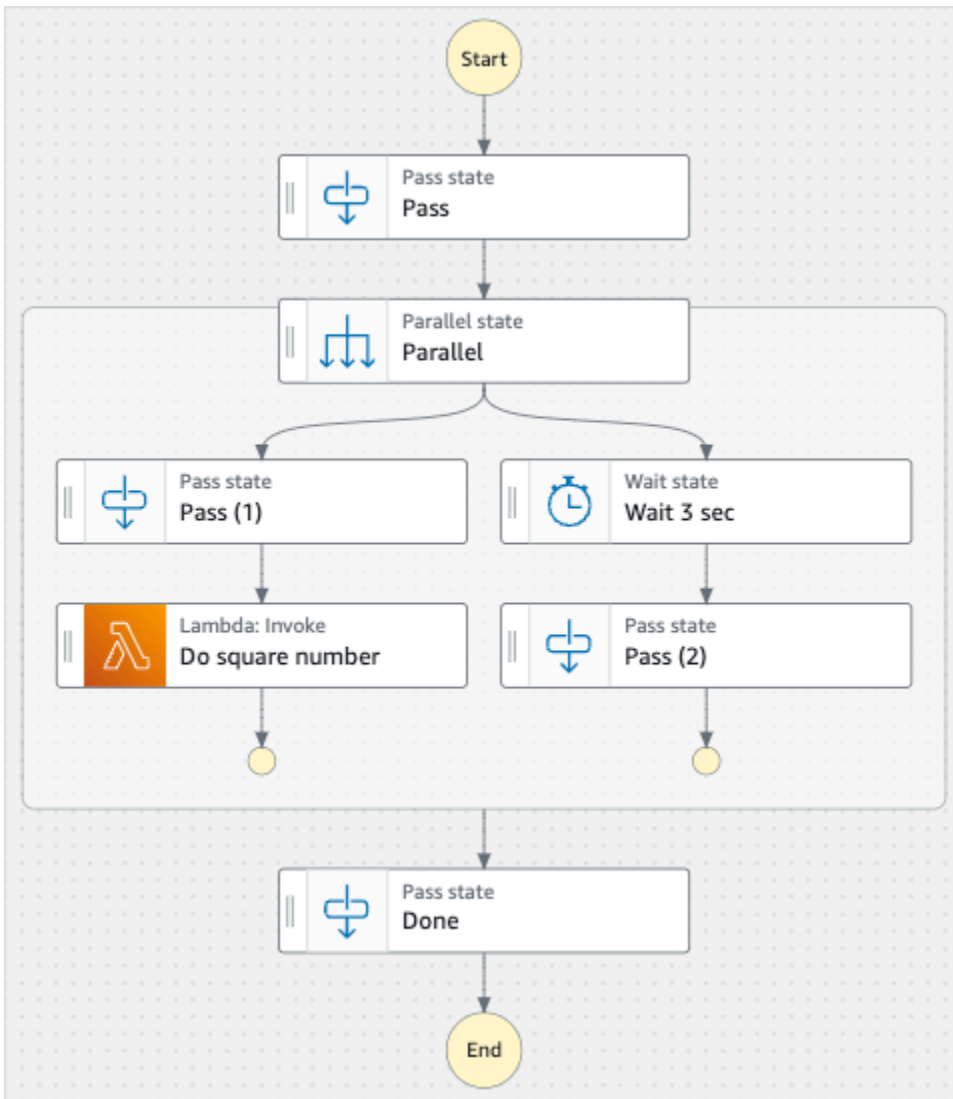 Start
Pass state
Pass
Parallel state
Parallel
Pass state
Pass (1)
Wait state
Wait 3 sec
Lambda: Invoke
Do square number
Pass state
Pass (2)
Pass state
Done
End